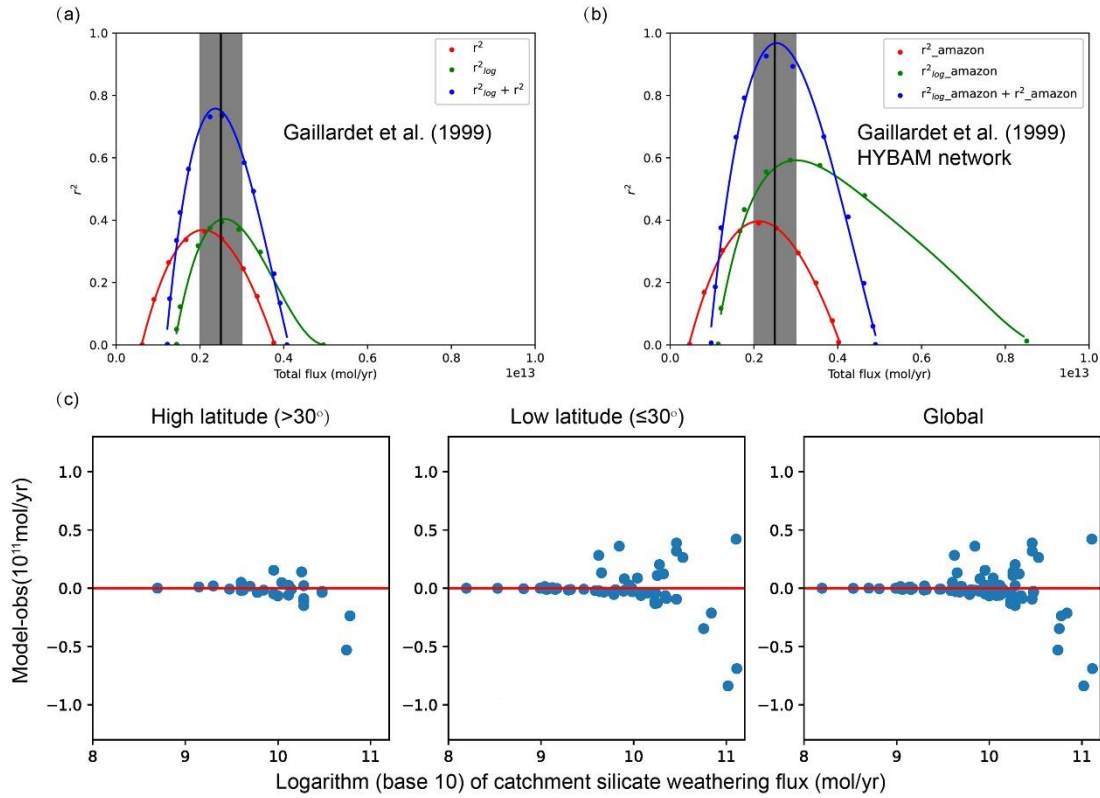 (a)
r²
r²log
r²log + r²
Gaillardet et al. (1999)
r²
1.0
0.8
0.6
0.4
0.2
0.0
0.0 0.2 0.4 0.6 0.8 1.0
Total flux (mol/yr)
1e13
(b)
r²_amazon
r²log_amazon
r²log_amazon + r²_amazon
Gaillardet et al. (1999)
HYBAM network
r²
1.0
0.8
0.6
0.4
0.2
0.0
0.0 0.2 0.4 0.6 0.8 1.0
Total flux (mol/yr)
1e13
(c)
High latitude (>30°)
Low latitude (≤30°)
Global
Model-obs(10¹¹mol/yr)
1.0
0.5
0.0
−0.5
−1.0
8 9 10 11
1.0
0.5
0.0
−0.5
−1.0
8 9 10 11
1.0
0.5
0.0
−0.5
−1.0
8 9 10 11
Logarithm (base 10) of catchment silicate weathering flux (mol/yr)